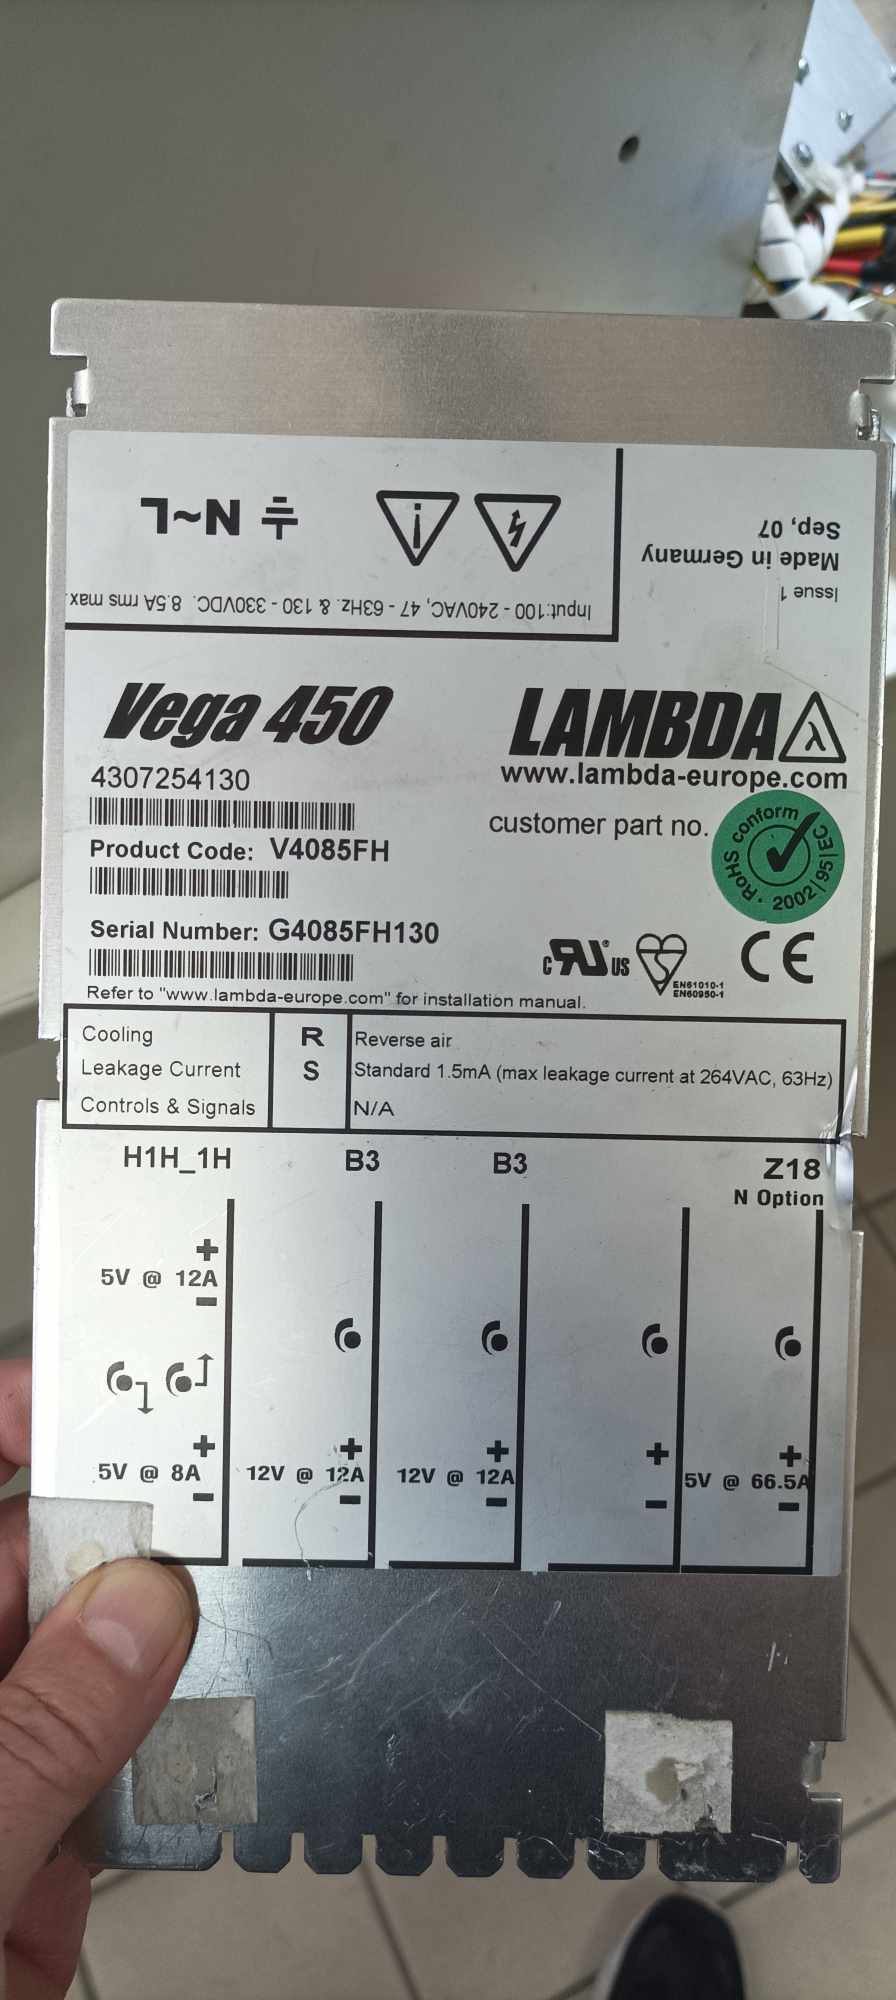 L~N
Input:100 - 240VAC, 47 - 63Hz. & 130 - 330VDC. 8.5A rms max.
Issue 1
Made in Germany
Sep, 07
Vega 450
LAMBDA
λ
www.lambda-europe.com
4307254130
customer part no.
RoHS conform
2002/95/EC
Product Code: V4085FH
Serial Number: G4085FH130
c RU US
EN61010-1
EN60950-1
CE
Refer to "www.lambda-europe.com" for installation manual.
Cooling R Reverse air
Leakage Current S Standard 1.5mA (max leakage current at 264VAC, 63Hz)
Controls & Signals N/A
H1H_1H B3 B3 Z18
N Option
+
5V @ 12A
-
+ + + + +
5V @ 8A 12V @ 12A 12V @ 12A 5V @ 66.5A
- - - - -